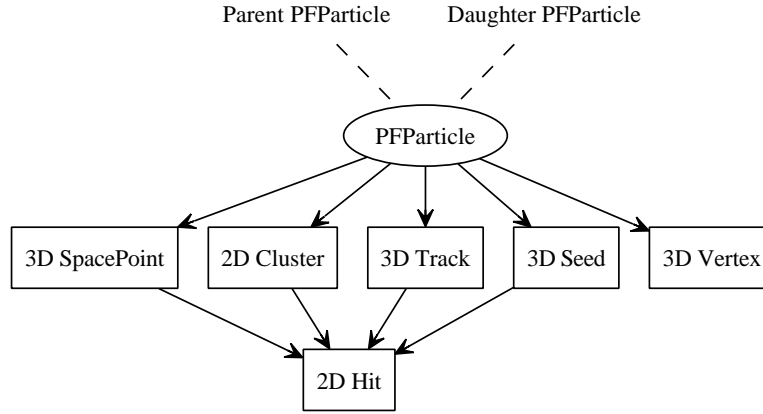 Parent PFParticle
Daughter PFParticle
PFParticle
3D SpacePoint
2D Cluster
3D Track
3D Seed
3D Vertex
2D Hit